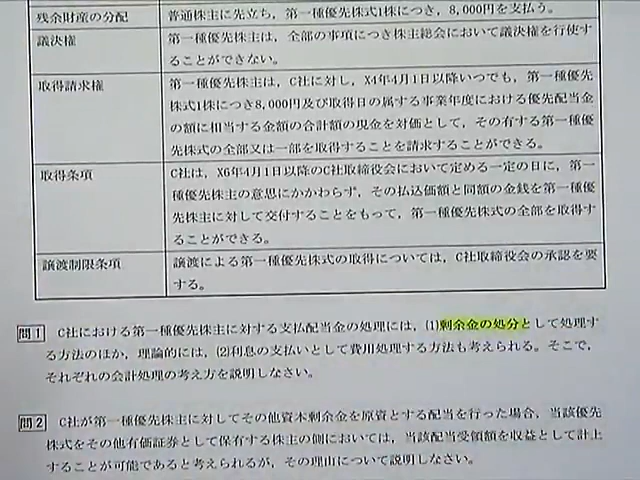 残余財産の分配 普通株主に先立ち，第一種優先株式1株につき，8,000円を支払う。
議決権 第一種優先株主は，全部の事項につき株主総会において議決権を行使す
ることができない。
取得請求権 第一種優先株主は，C社に対し，X4年4月1日以降いつでも，第一種優先
株式1株につき8,000円及び取得日の属する事業年度における優先配当金
の額に相当する金額の合計額の現金を対価として，その有する第一種優
先株式の全部又は一部を取得することを請求することができる。
取得条項 C社は，X6年4月1日以降のC社取締役会において定める一定の日に，第一
種優先株主の意思にかかわらず，その払込価額と同額の金銭を第一種優
先株主に対して交付することをもって，第一種優先株式の全部を取得す
ることができる。
譲渡制限条項 譲渡による第一種優先株式の取得については，C社取締役会の承認を要
する。
問1 C社における第一種優先株主に対する支払配当金の処理には，(1)剰余金の処分として処理す
る方法のほか，理論的には，(2)利息の支払いとして費用処理する方法も考えられる。そこで，
それぞれの会計処理の考え方を説明しなさい。
問2 C社が第一種優先株主に対してその他資本剰余金を原資とする配当を行った場合，当該優先
株式をその他有価証券として保有する株主の側においては，当該配当受領額を収益として計上
することが可能であると考えられるが，その理由について説明しなさい。